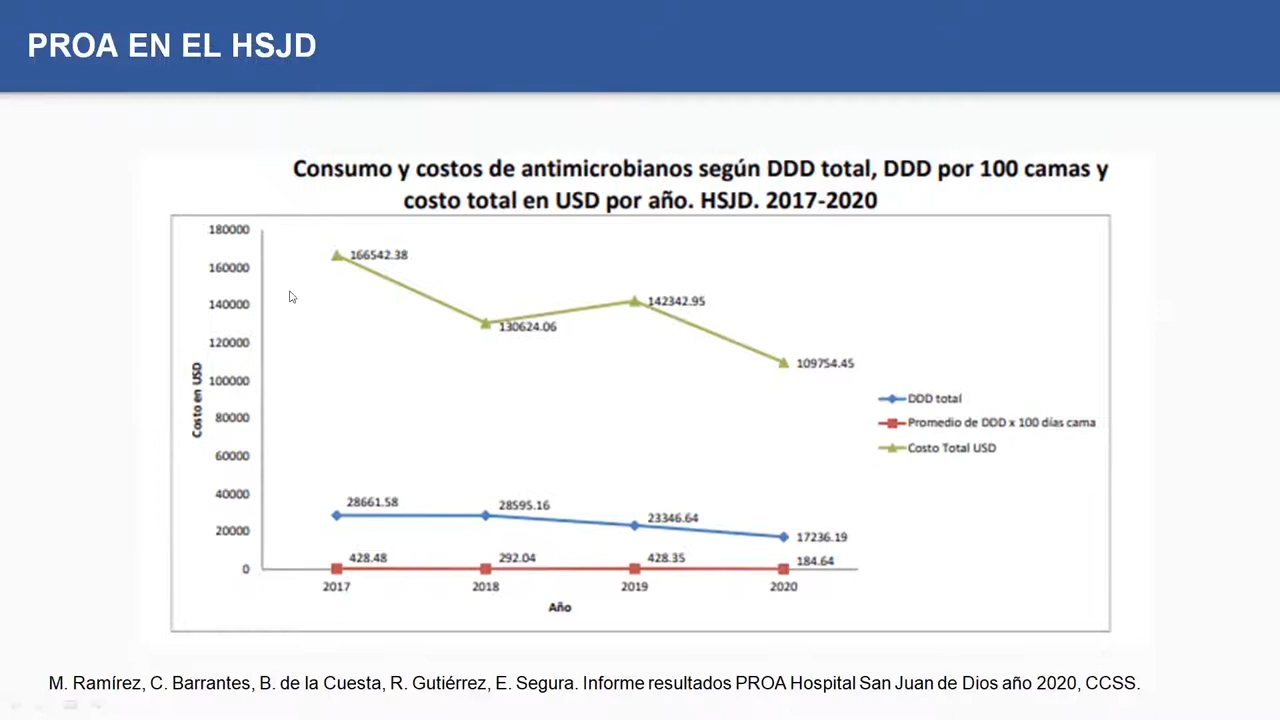 PROA EN EL HSJD
Consumo y costos de antimicrobianos según DDD total, DDD por 100 camas y
costo total en USD por año. HSJD. 2017-2020
180000
160000
140000
120000
100000
80000
60000
40000
20000
0
Costo en USD
166542.38
130624.06
142342.95
109754.45
28661.58
28595.16
23346.64
17236.19
428.48
292.04
428.35
184.64
2017
2018
2019
2020
Año
DDD total
Promedio de DDD x 100 días cama
Costo Total USD
M. Ramírez, C. Barrantes, B. de la Cuesta, R. Gutiérrez, E. Segura. Informe resultados PROA Hospital San Juan de Dios año 2020, CCSS.